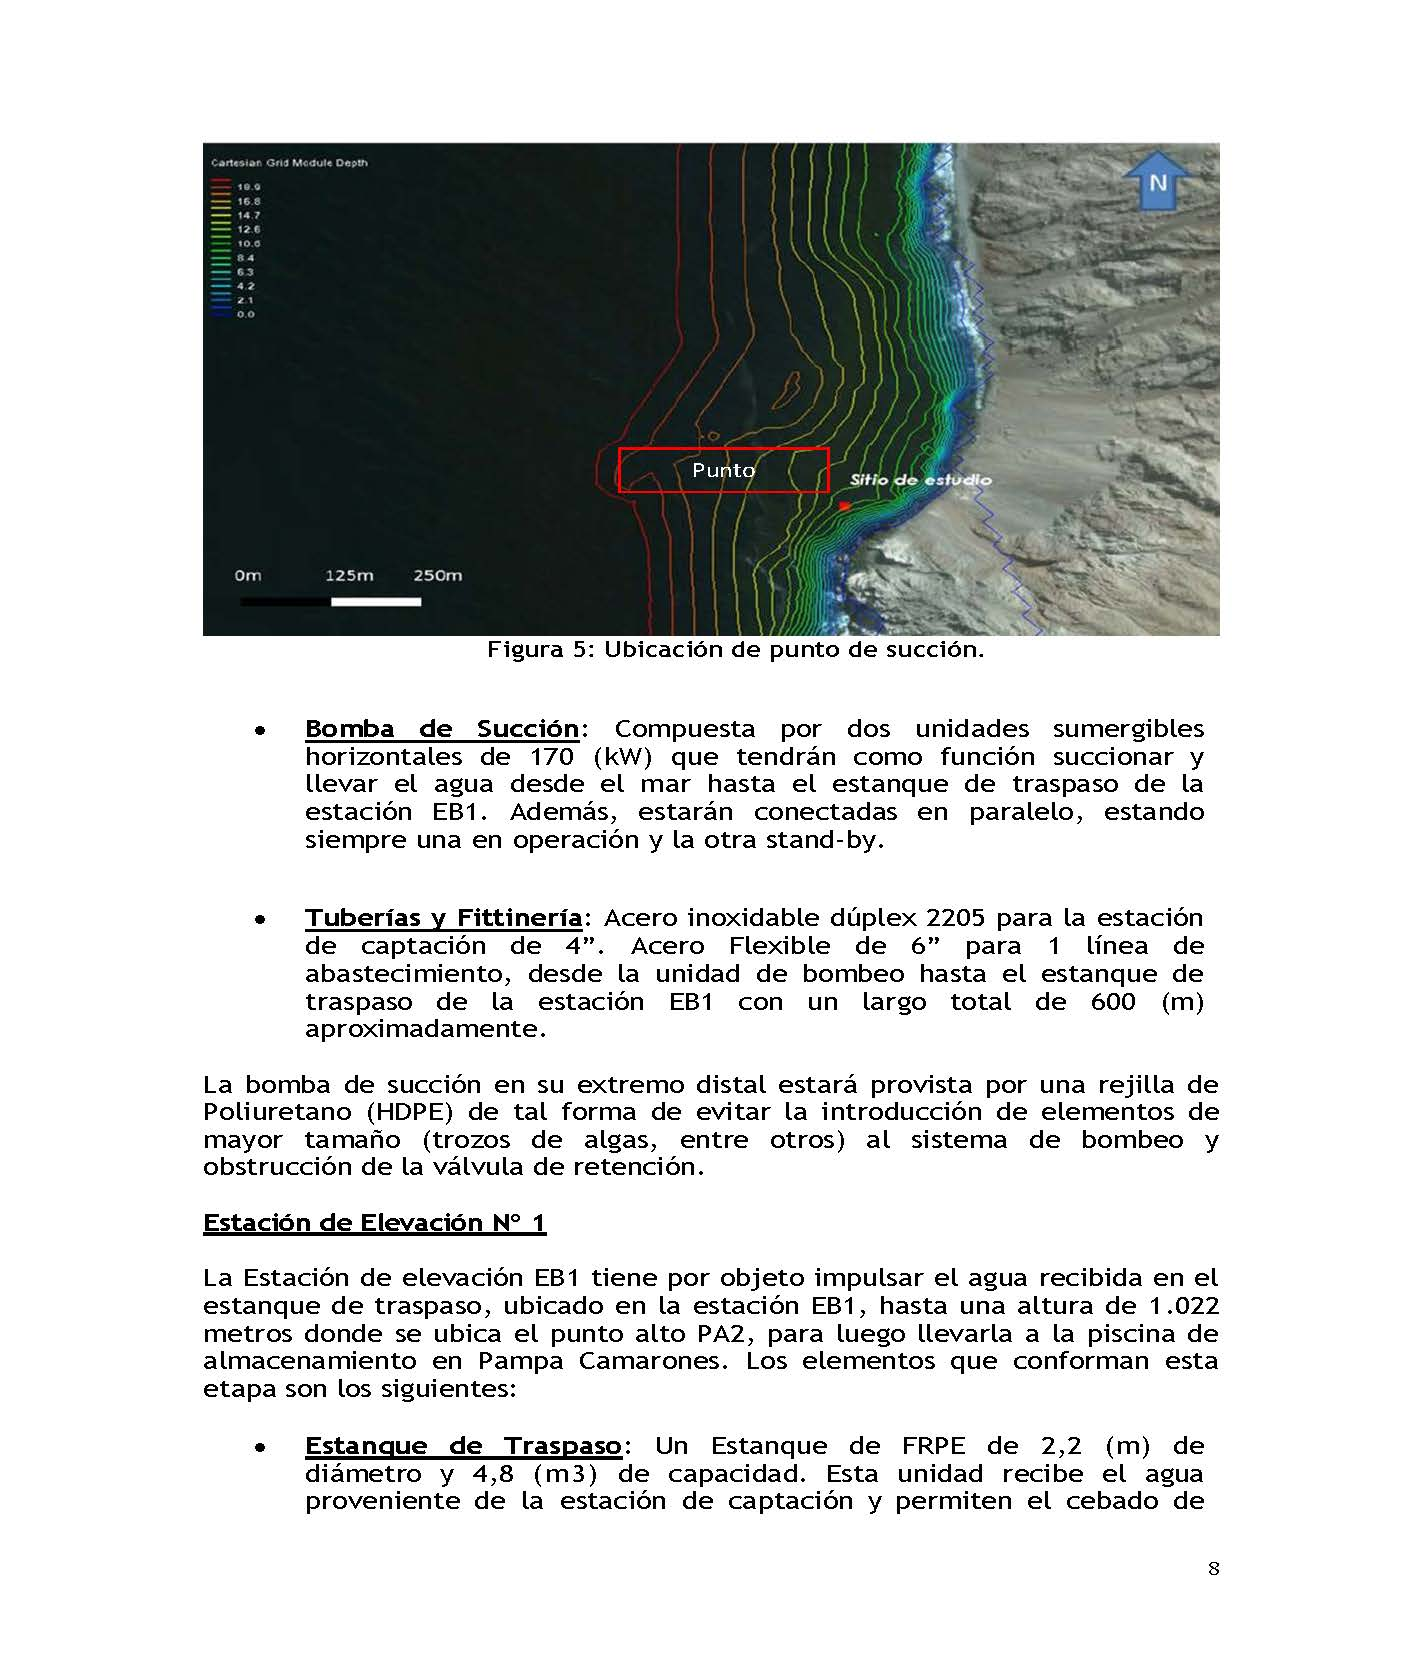 Cartesian Grid Module Depth
18.9
16.8
14.7
12.6
10.6
8.4
6.3
4.2
2.1
0.0
N
Punto
Sitio de estudio
0m 125m 250m
Figura 5: Ubicación de punto de succión.
• Bomba de Succión: Compuesta por dos unidades sumergibles
horizontales de 170 (kW) que tendrán como función succionar y
llevar el agua desde el mar hasta el estanque de traspaso de la
estación EB1. Además, estarán conectadas en paralelo, estando
siempre una en operación y la otra stand-by.
• Tuberías y Fittinería: Acero inoxidable dúplex 2205 para la estación
de captación de 4”. Acero Flexible de 6” para 1 línea de
abastecimiento, desde la unidad de bombeo hasta el estanque de
traspaso de la estación EB1 con un largo total de 600 (m)
aproximadamente.
La bomba de succión en su extremo distal estará provista por una rejilla de
Poliuretano (HDPE) de tal forma de evitar la introducción de elementos de
mayor tamaño (trozos de algas, entre otros) al sistema de bombeo y
obstrucción de la válvula de retención.
Estación de Elevación N° 1
La Estación de elevación EB1 tiene por objeto impulsar el agua recibida en el
estanque de traspaso, ubicado en la estación EB1, hasta una altura de 1.022
metros donde se ubica el punto alto PA2, para luego llevarla a la piscina de
almacenamiento en Pampa Camarones. Los elementos que conforman esta
etapa son los siguientes:
• Estanque de Traspaso: Un Estanque de FRPE de 2,2 (m) de
diámetro y 4,8 (m3) de capacidad. Esta unidad recibe el agua
proveniente de la estación de captación y permiten el cebado de
8